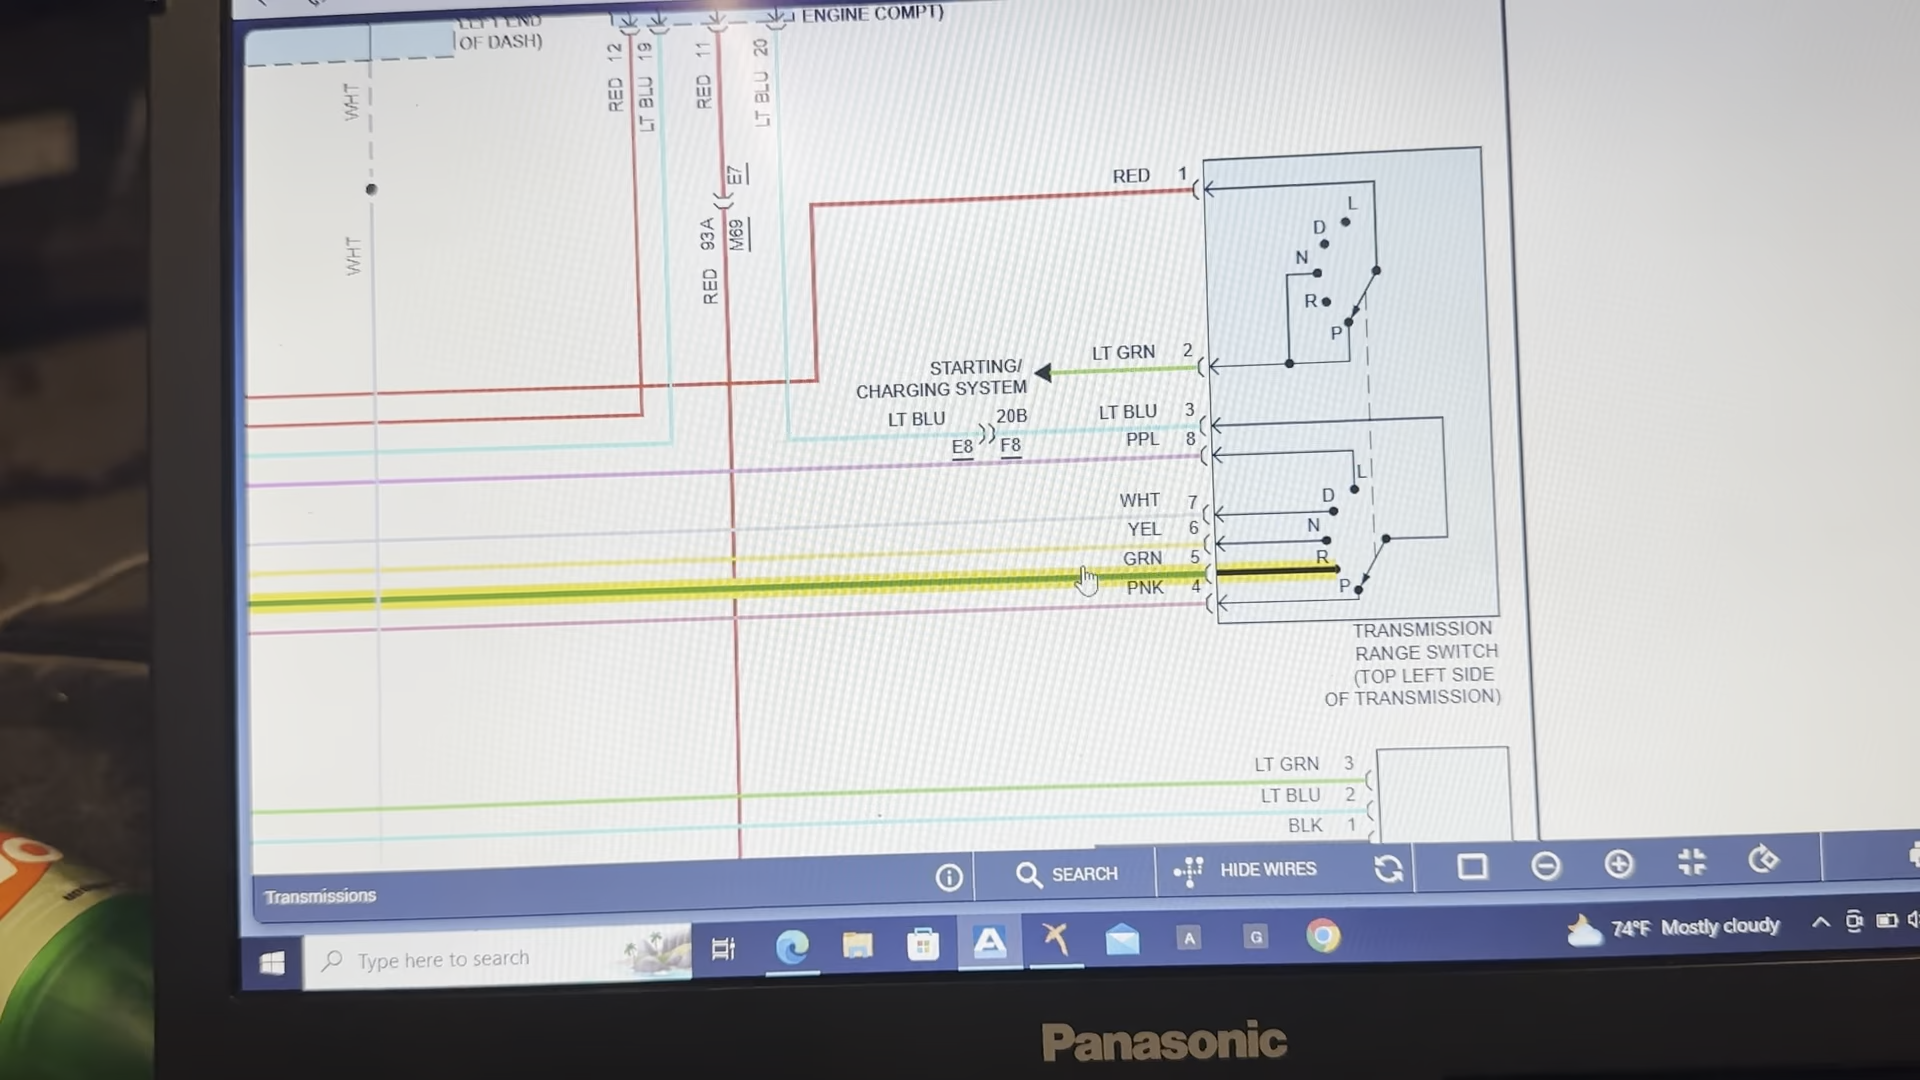 OF DASH)
ENGINE COMPT)
WHT
RED 12
LT BLU 19
RED 11
LT BLU 20
E7
RED 93A
M69
WHT
RED 1
L
D
N
R
P
LT GRN 2
STARTING/
CHARGING SYSTEM
LT BLU 20B
E8 F8
LT BLU 3
PPL 8
L
WHT 7 D
YEL 6 N
GRN 5 R
PNK 4 P
TRANSMISSION
RANGE SWITCH
(TOP LEFT SIDE
OF TRANSMISSION)
LT GRN 3
LT BLU 2
BLK 1
Transmissions
SEARCH
HIDE WIRES
Type here to search
A
G
74°F Mostly cloudy
Panasonic